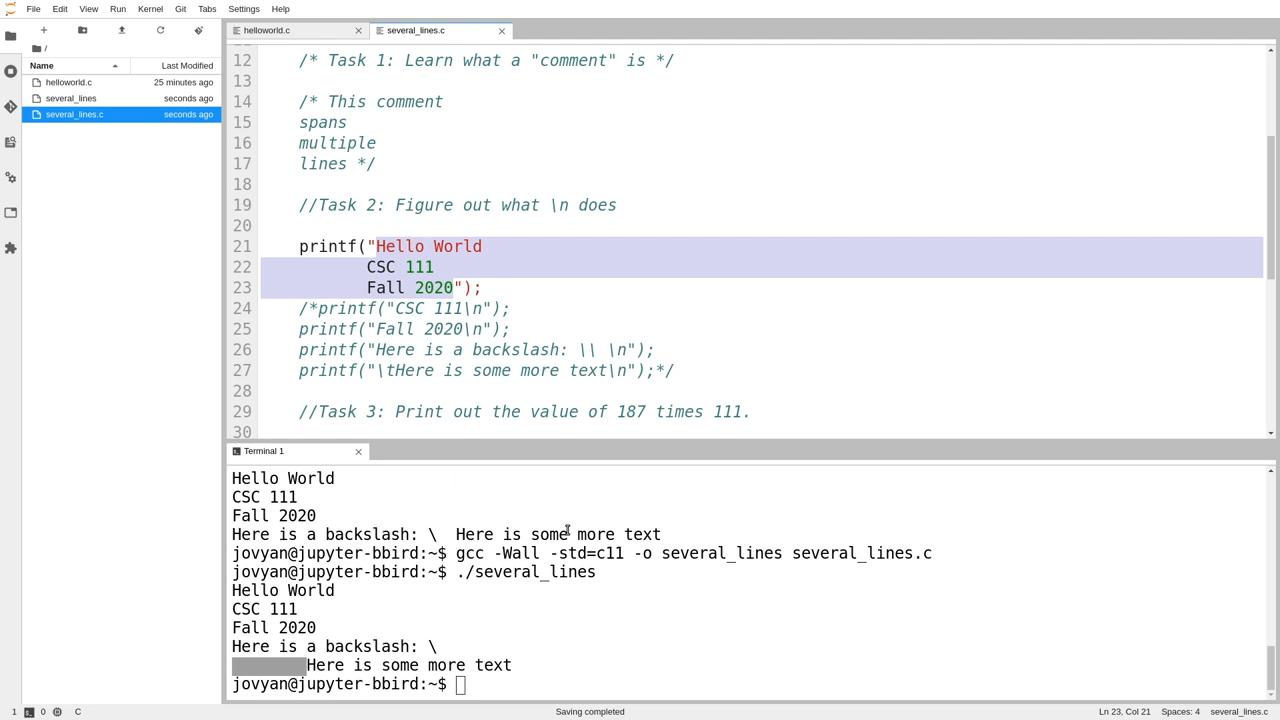 File Edit View Run Kernel Git Tabs Settings Help
helloworld.c
several_lines.c
/
Name Last Modified
helloworld.c 25 minutes ago
several_lines seconds ago
several_lines.c seconds ago
12 /* Task 1: Learn what a "comment" is */
13
14 /* This comment
15 spans
16 multiple
17 lines */
18
19 //Task 2: Figure out what \n does
20
21 printf("Hello World
22 CSC 111
23 Fall 2020");
24 /*printf("CSC 111\n");
25 printf("Fall 2020\n");
26 printf("Here is a backslash: \\ \n");
27 printf("\tHere is some more text\n");*/
28
29 //Task 3: Print out the value of 187 times 111.
30
Terminal 1
Hello World
CSC 111
Fall 2020
Here is a backslash: \ Here is some more text
jovyan@jupyter-bbird:~$ gcc -Wall -std=c11 -o several_lines several_lines.c
jovyan@jupyter-bbird:~$ ./several_lines
Hello World
CSC 111
Fall 2020
Here is a backslash: \
Here is some more text
jovyan@jupyter-bbird:~$
1 0 C Saving completed Ln 23, Col 21 Spaces: 4 several_lines.c